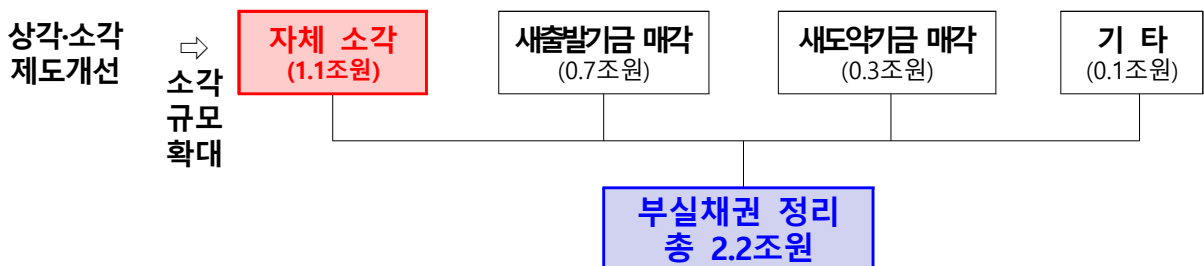 상각·소각
제도개선
⇨
소각
규모
확대
자체 소각
(1.1조원)
새출발기금 매각
(0.7조원)
새도약기금 매각
(0.3조원)
기 타
(0.1조원)
부실채권 정리
총 2.2조원